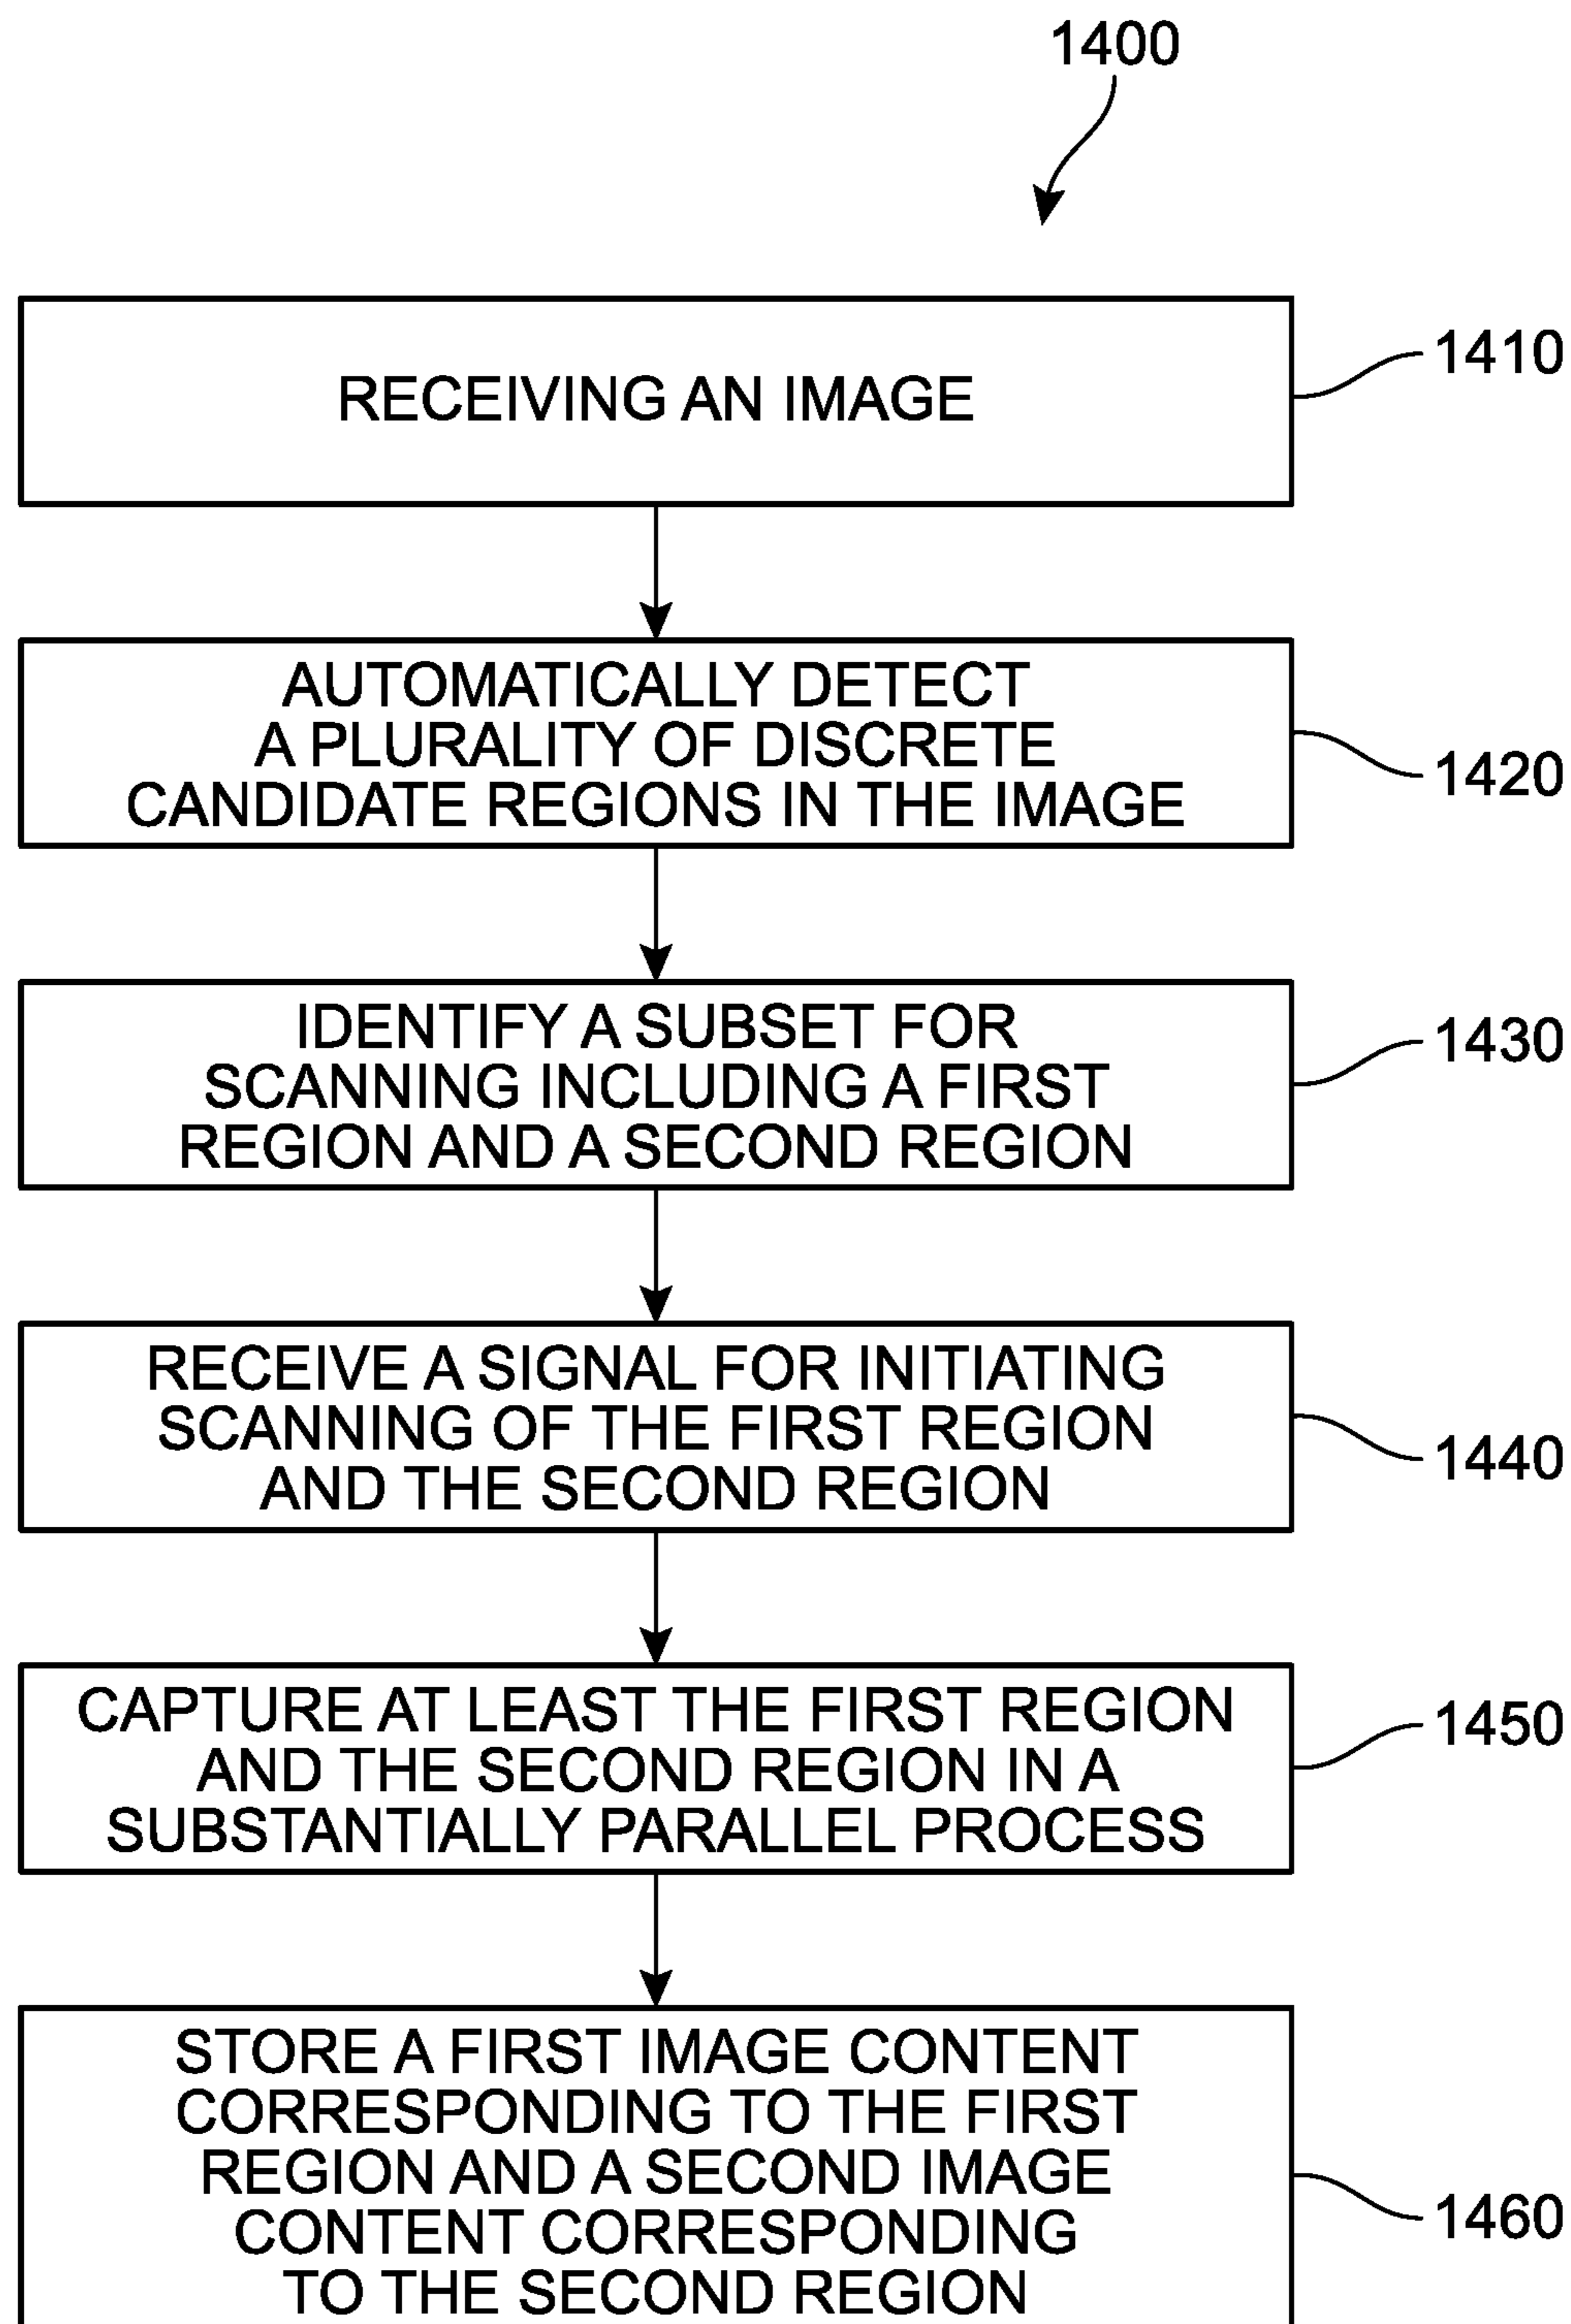 1400
RECEIVING AN IMAGE
1410
AUTOMATICALLY DETECT
A PLURALITY OF DISCRETE
CANDIDATE REGIONS IN THE IMAGE
1420
IDENTIFY A SUBSET FOR
SCANNING INCLUDING A FIRST
REGION AND A SECOND REGION
1430
RECEIVE A SIGNAL FOR INITIATING
SCANNING OF THE FIRST REGION
AND THE SECOND REGION
1440
CAPTURE AT LEAST THE FIRST REGION
AND THE SECOND REGION IN A
SUBSTANTIALLY PARALLEL PROCESS
1450
STORE A FIRST IMAGE CONTENT
CORRESPONDING TO THE FIRST
REGION AND A SECOND IMAGE
CONTENT CORRESPONDING
TO THE SECOND REGION
1460